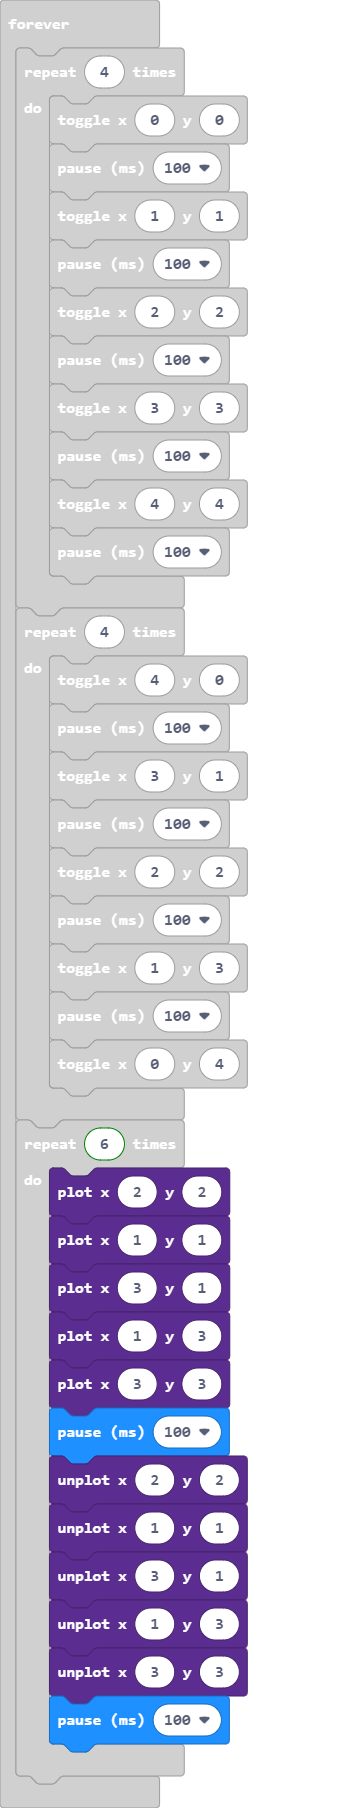 forever
repeat 4 times
do
toggle x 0 y 0
pause (ms) 100
toggle x 1 y 1
pause (ms) 100
toggle x 2 y 2
pause (ms) 100
toggle x 3 y 3
pause (ms) 100
toggle x 4 y 4
pause (ms) 100
repeat 4 times
do
toggle x 4 y 0
pause (ms) 100
toggle x 3 y 1
pause (ms) 100
toggle x 2 y 2
pause (ms) 100
toggle x 1 y 3
pause (ms) 100
toggle x 0 y 4
repeat 6 times
do
plot x 2 y 2
plot x 1 y 1
plot x 3 y 1
plot x 1 y 3
plot x 3 y 3
pause (ms) 100
unplot x 2 y 2
unplot x 1 y 1
unplot x 3 y 1
unplot x 1 y 3
unplot x 3 y 3
pause (ms) 100